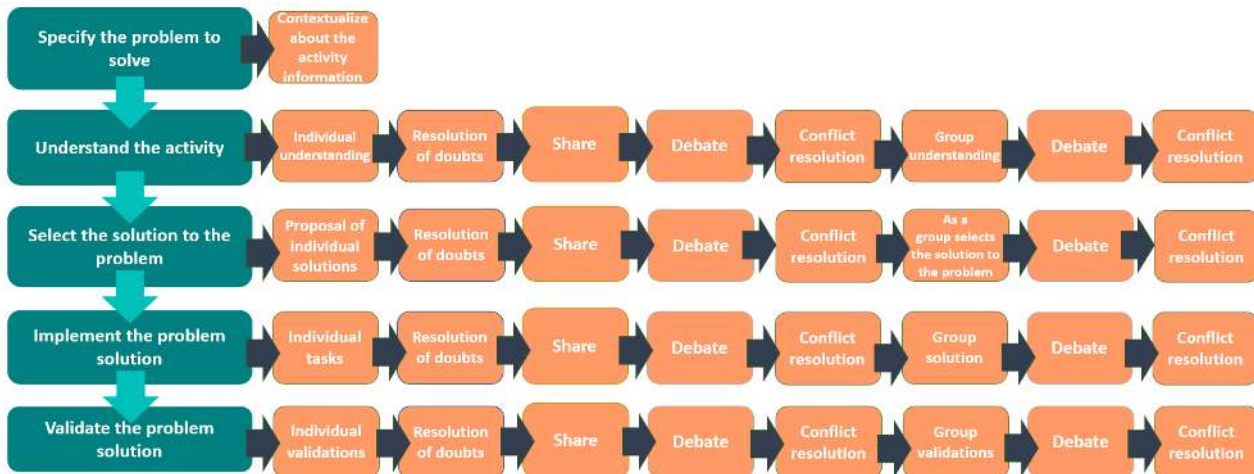 Specify the problem to
solve
Contextualize
about the
activity
information
Understand the activity
Individual
understanding
Resolution
of doubts
Share
Debate
Conflict
resolution
Group
understanding
Debate
Conflict
resolution
Select the solution to the
problem
Proposal of
individual
solutions
Resolution
of doubts
Share
Debate
Conflict
resolution
As a
group selects
the solution to
the problem
Debate
Conflict
resolution
Implement the problem
solution
Individual
tasks
Resolution
of doubts
Share
Debate
Conflict
resolution
Group
solution
Debate
Conflict
resolution
Validate the problem
solution
Individual
validations
Resolution
of doubts
Share
Debate
Conflict
resolution
Group
validations
Debate
Conflict
resolution